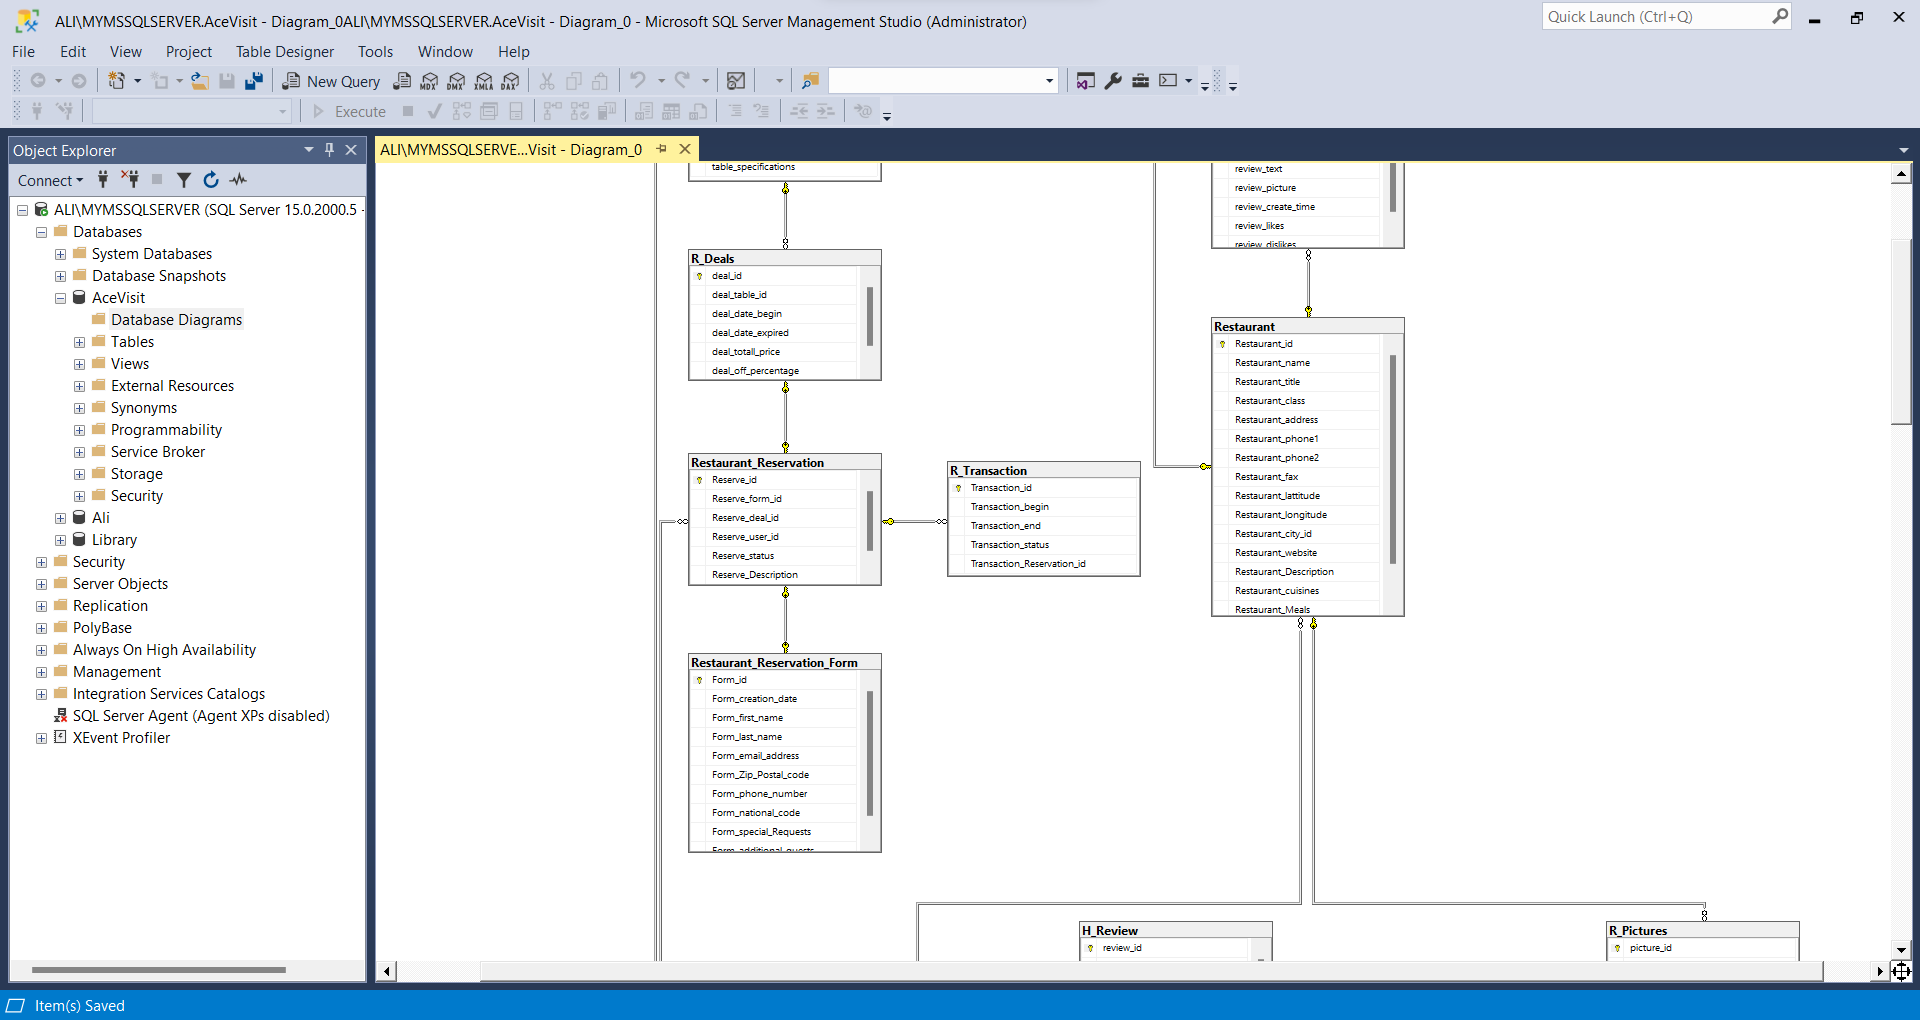 ALI\MYMSSQLSERVER.AceVisit - Diagram_0ALI\MYMSSQLSERVER.AceVisit - Diagram_0 - Microsoft SQL Server Management Studio (Administrator)
Quick Launch (Ctrl+Q)
File Edit View Project Table Designer Tools Window Help
New Query MDX DMX XMLA DAX
Execute
Object Explorer
Connect
ALI\MYMSSQLSERVER (SQL Server 15.0.2000.5 -
Databases
System Databases
Database Snapshots
AceVisit
Database Diagrams
Tables
Views
External Resources
Synonyms
Programmability
Service Broker
Storage
Security
Ali
Library
Security
Server Objects
Replication
PolyBase
Always On High Availability
Management
Integration Services Catalogs
SQL Server Agent (Agent XPs disabled)
XEvent Profiler
ALI\MYMSSQLSERVE...Visit - Diagram_0
table_specifications
R_Deals
deal_id
deal_table_id
deal_date_begin
deal_date_expired
deal_totall_price
deal_off_percentage
Restaurant_Reservation
Reserve_id
Reserve_form_id
Reserve_deal_id
Reserve_user_id
Reserve_status
Reserve_Description
Restaurant_Reservation_Form
Form_id
Form_creation_date
Form_first_name
Form_last_name
Form_email_address
Form_Zip_Postal_code
Form_phone_number
Form_national_code
Form_special_Requests
Form_additional_guests
R_Transaction
Transaction_id
Transaction_begin
Transaction_end
Transaction_status
Transaction_Reservation_id
review_text
review_picture
review_create_time
review_likes
review_dislikes
Restaurant
Restaurant_id
Restaurant_name
Restaurant_title
Restaurant_class
Restaurant_address
Restaurant_phone1
Restaurant_phone2
Restaurant_fax
Restaurant_lattitude
Restaurant_longitude
Restaurant_city_id
Restaurant_website
Restaurant_Description
Restaurant_cuisines
Restaurant_Meals
H_Review
review_id
R_Pictures
picture_id
Item(s) Saved